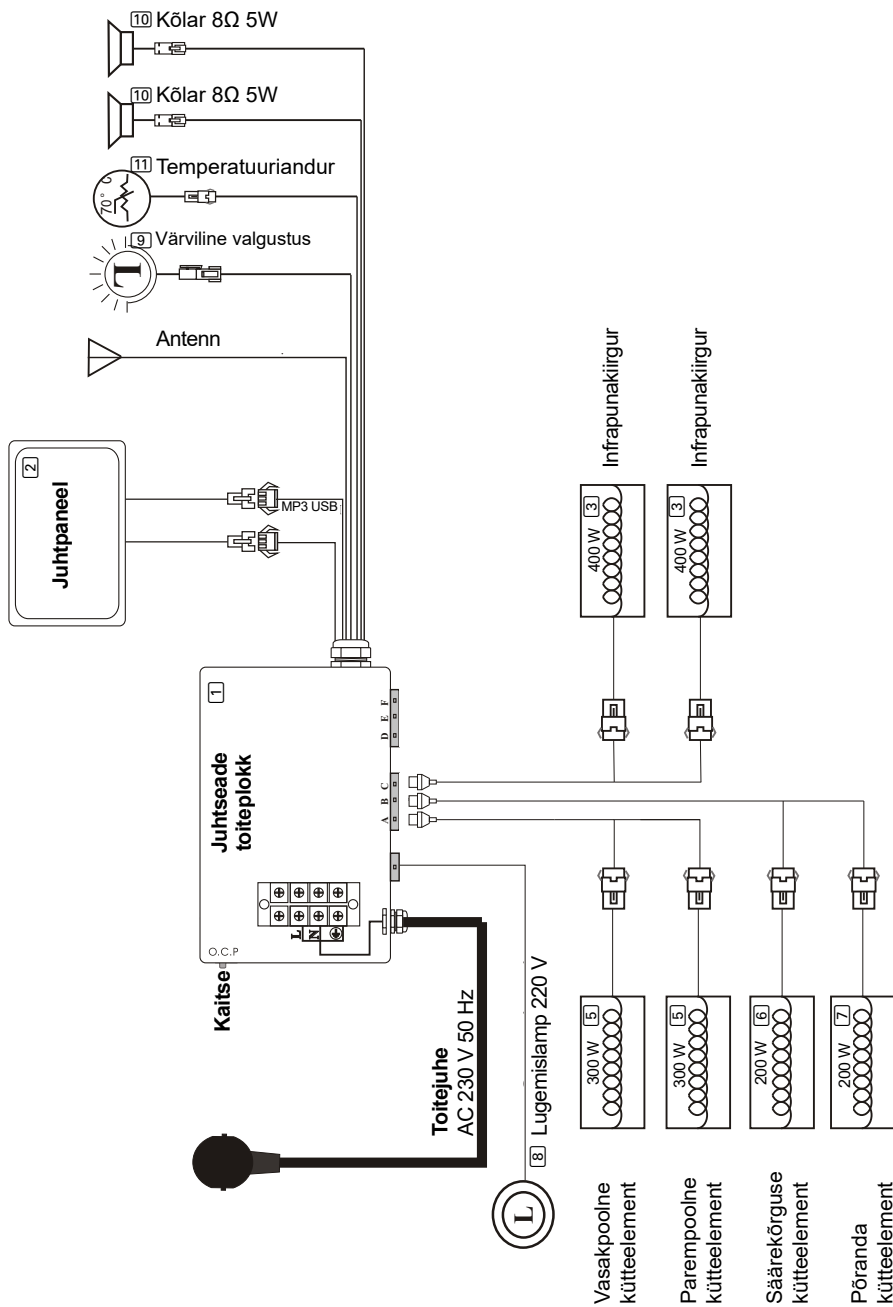 10 Kõlar 8Ω 5W
10 Kõlar 8Ω 5W
11 Temperatuuriandur
70° C
9 Värviline valgustus
L
Antenn
2
Juhtpaneel
MP3 USB
1
Juhtseade
toiteplokk
A B C
D E F
L
N
O.C.P
Kaitse
Toitejuhe
AC 230 V 50 Hz
8 Lugemislamp 220 V
L
3
400 W
Infrapunakiirgur
3
400 W
Infrapunakiirgur
5
300 W
Vasakpoolne
kütteelement
5
300 W
Parempoolne
kütteelement
6
200 W
Säärekõrguse
kütteelement
7
200 W
Põranda
kütteelement